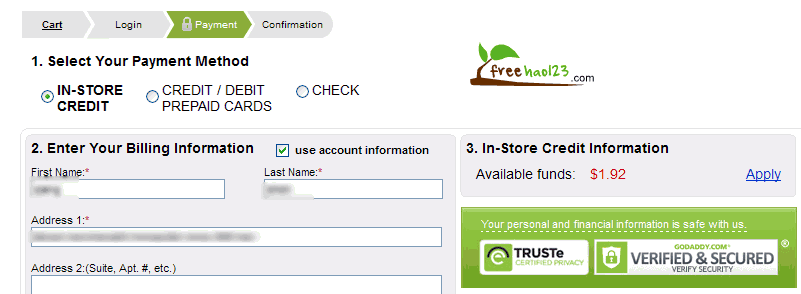 Cart Login Payment Confirmation
1. Select Your Payment Method
IN-STORE CREDIT
CREDIT / DEBIT PREPAID CARDS
CHECK
freehao123.com
2. Enter Your Billing Information
use account information
First Name:*
Last Name:*
Address 1:*
Address 2:(Suite, Apt. #, etc.)
3. In-Store Credit Information
Available funds: $1.92 Apply
Your personal and financial information is safe with us.
TRUSTe
CERTIFIED PRIVACY
GODADDY.COM®
VERIFIED & SECURED
VERIFY SECURITY